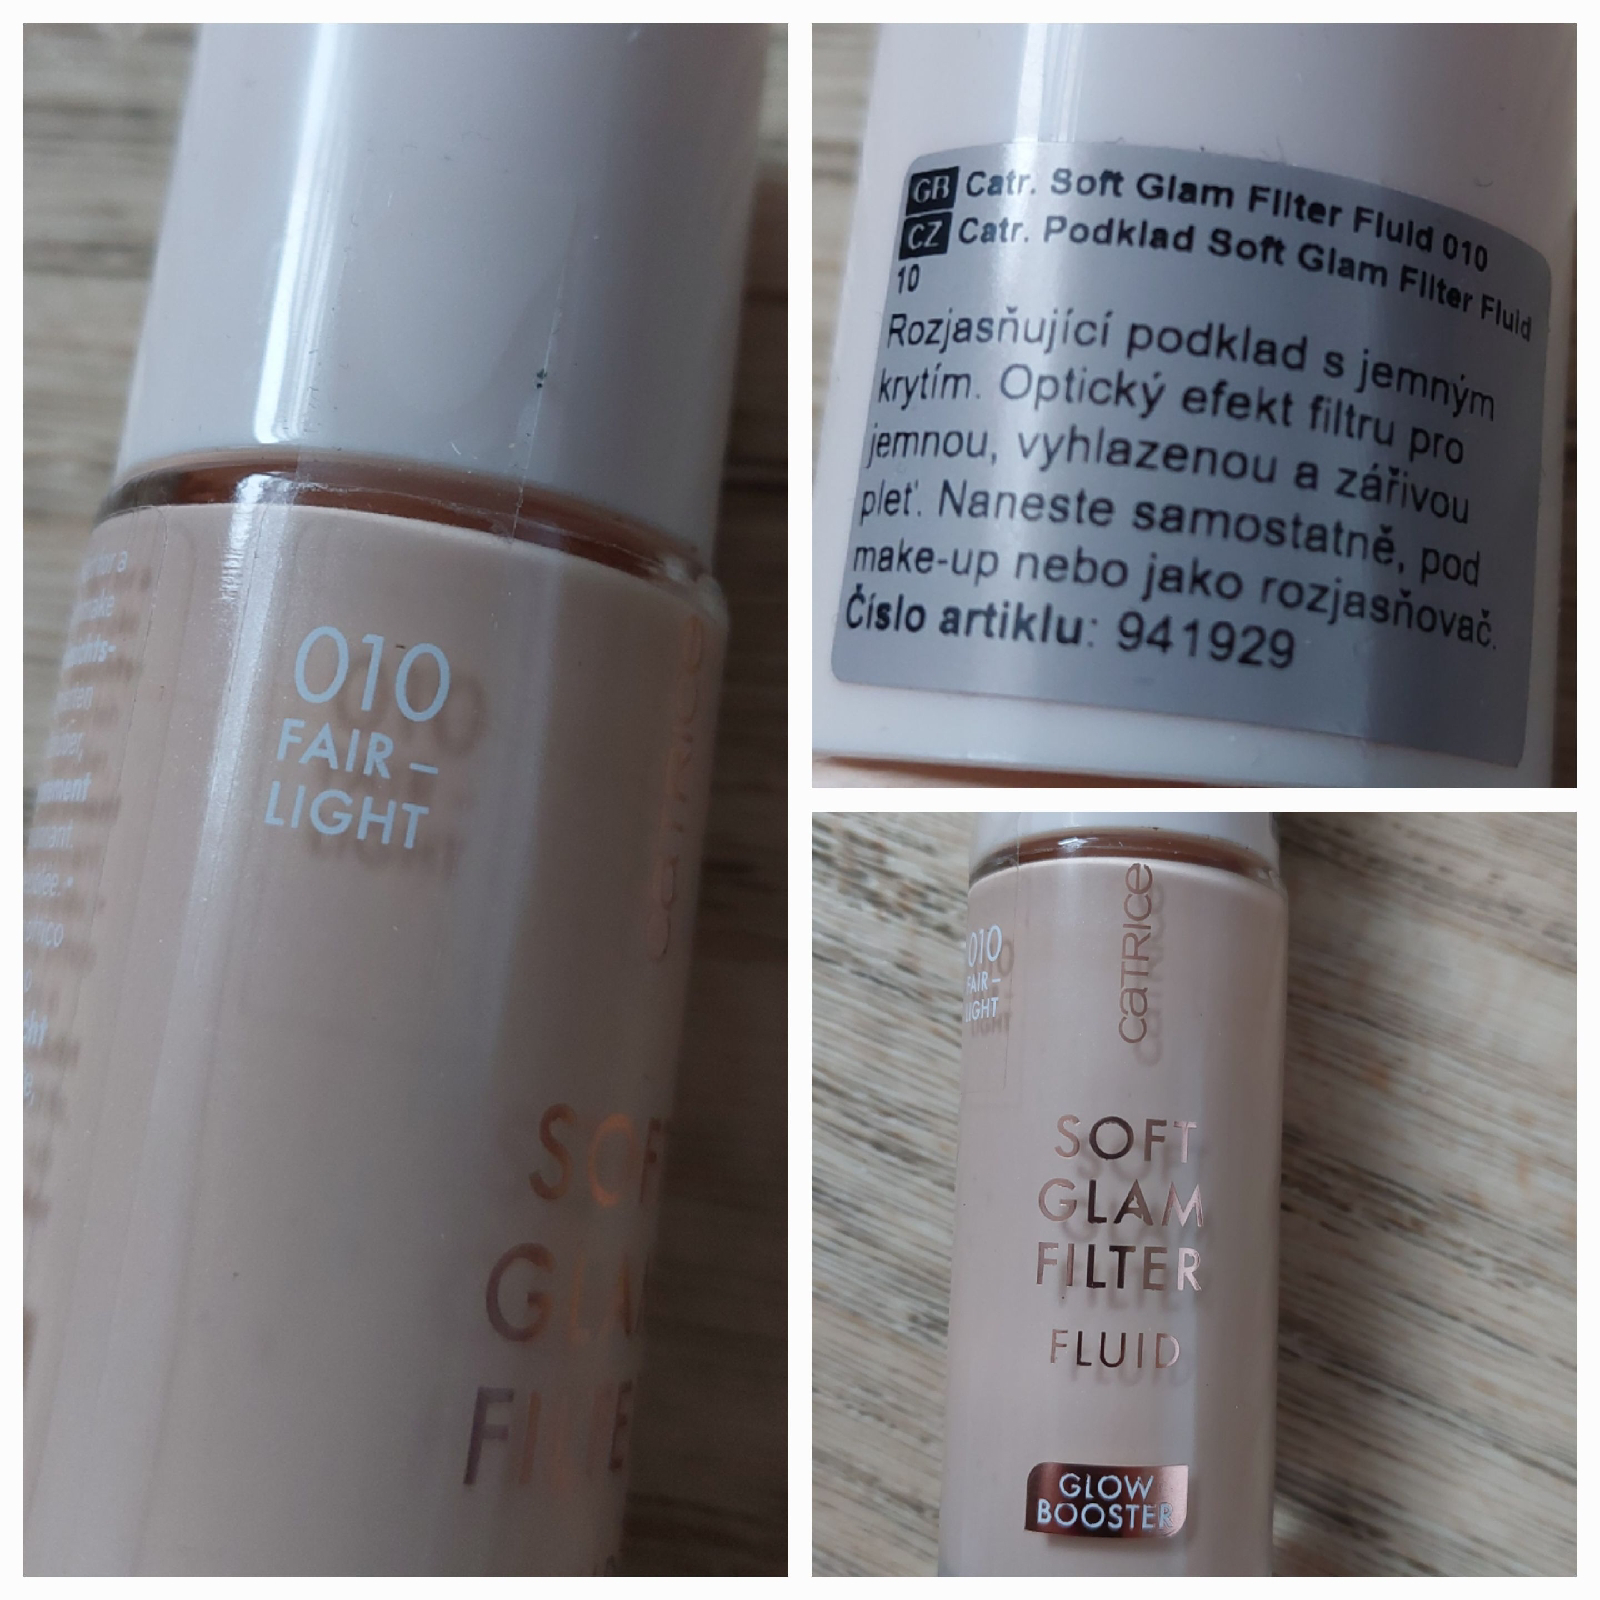 010
FAIR –
LIGHT
CATRICE
SOF
GLA
FILTE
GB Catr. Soft Glam Filter Fluid 010
CZ Catr. Podklad Soft Glam Filter Fluid
10
Rozjasňující podklad s jemným
krytím. Optický efekt filtru pro
jemnou, vyhlazenou a zářivou
pleť. Naneste samostatně, pod
make-up nebo jako rozjasňovač.
Číslo artiklu: 941929
010
FAIR –
LIGHT
CATRICE
SOFT
GLAM
FILTER
FLUID
GLOW
BOOSTER